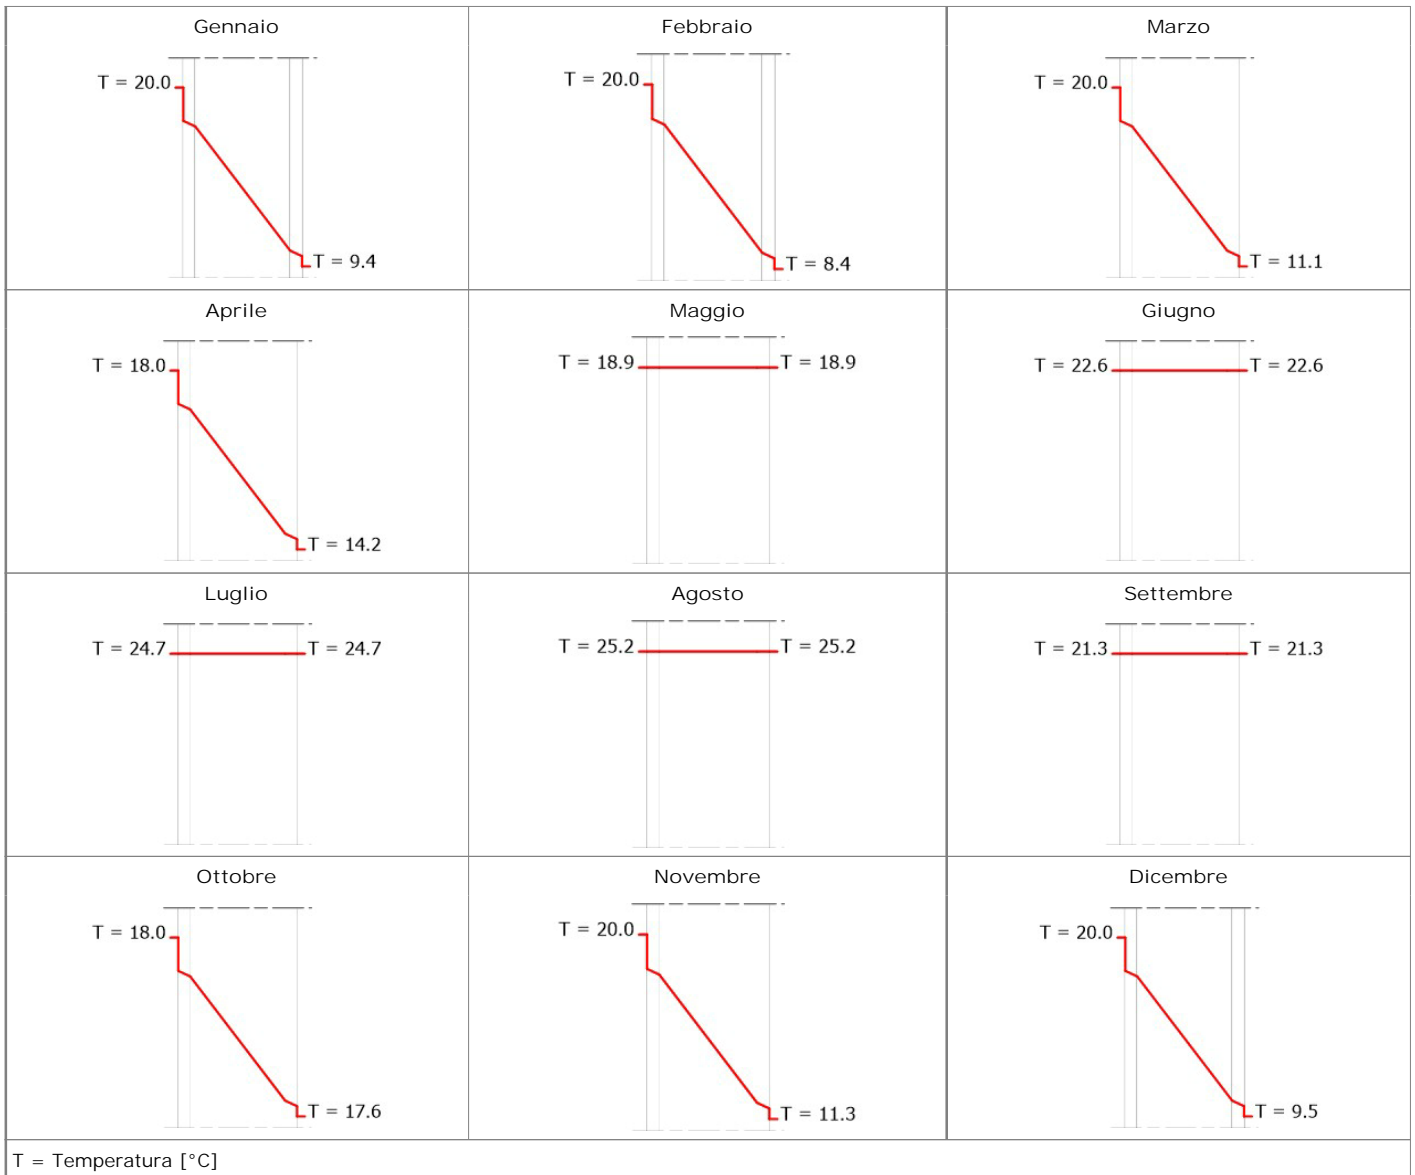 Gennaio
T = 20.0
T = 9.4
Febbraio
T = 20.0
T = 8.4
Marzo
T = 20.0
T = 11.1
Aprile
T = 18.0
T = 14.2
Maggio
T = 18.9
T = 18.9
Giugno
T = 22.6
T = 22.6
Luglio
T = 24.7
T = 24.7
Agosto
T = 25.2
T = 25.2
Settembre
T = 21.3
T = 21.3
Ottobre
T = 18.0
T = 17.6
Novembre
T = 20.0
T = 11.3
Dicembre
T = 20.0
T = 9.5
T = Temperatura [°C]